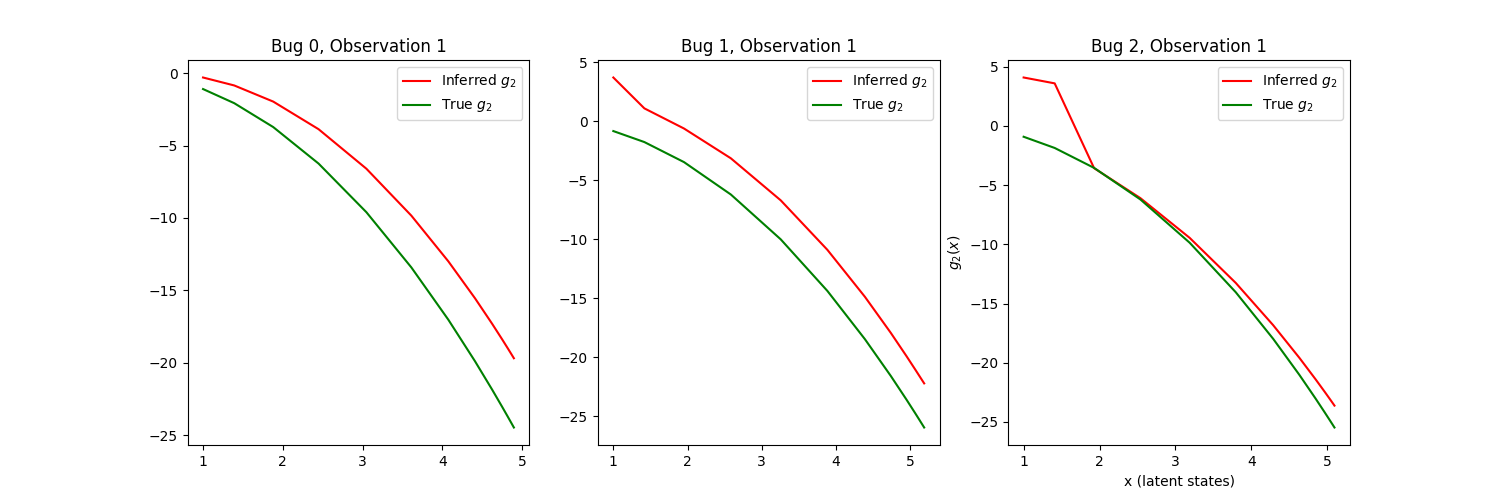 Bug 0, Observation 1
Inferred g₂
True g₂
0
−5
−10
−15
−20
−25
1 2 3 4 5
Bug 1, Observation 1
Inferred g₂
True g₂
5
0
−5
−10
−15
−20
−25
1 2 3 4 5
Bug 2, Observation 1
Inferred g₂
True g₂
g₂(x)
5
0
−5
−10
−15
−20
−25
1 2 3 4 5
x (latent states)